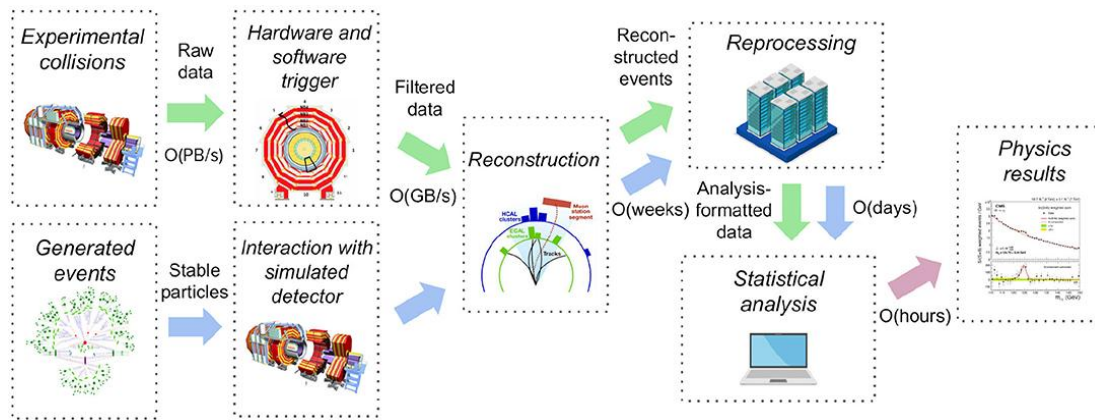 Experimental
collisions
Raw
data
O(PB/s)
Hardware and
software
trigger
Filtered
data
O(GB/s)
Generated
events
Stable
particles
Interaction with
simulated
detector
Reconstruction
HCAL
clusters
ECAL
clusters
Muon
station
segment
Tracks
Recon-
structed
events
O(weeks)
Reprocessing
Analysis-
formatted
data
O(days)
Statistical
analysis
O(hours)
Physics
results